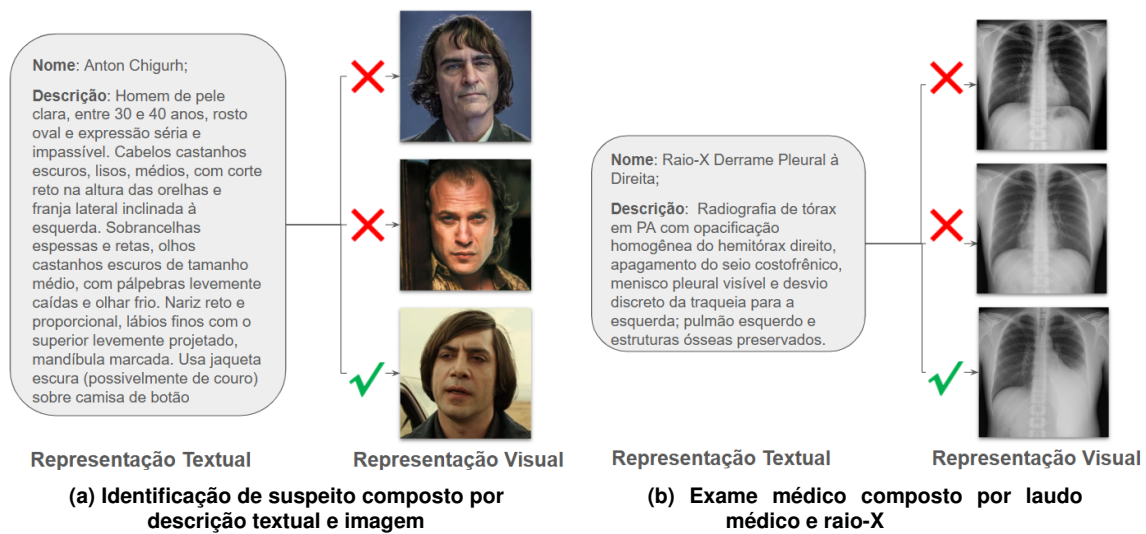 Nome: Anton Chigurh;
Descrição: Homem de pele
clara, entre 30 e 40 anos, rosto
oval e expressão séria e
impassível. Cabelos castanhos
escuros, lisos, médios, com corte
reto na altura das orelhas e
franja lateral inclinada à
esquerda. Sobrancelhas
espessas e retas, olhos
castanhos escuros de tamanho
médio, com pálpebras levemente
caídas e olhar frio. Nariz reto e
proporcional, lábios finos com o
superior levemente projetado,
mandíbula marcada. Usa jaqueta
escura (possivelmente de couro)
sobre camisa de botão
Representação Textual
Representação Visual
(a) Identificação de suspeito composto por
descrição textual e imagem
Nome: Raio-X Derrame Pleural à
Direita;
Descrição: Radiografia de tórax
em PA com opacificação
homogênea do hemitórax direito,
apagamento do seio costofrênico,
menisco pleural visível e desvio
discreto da traqueia para a
esquerda; pulmão esquerdo e
estruturas ósseas preservados.
Representação Textual
Representação Visual
(b) Exame médico composto por laudo
médico e raio-X